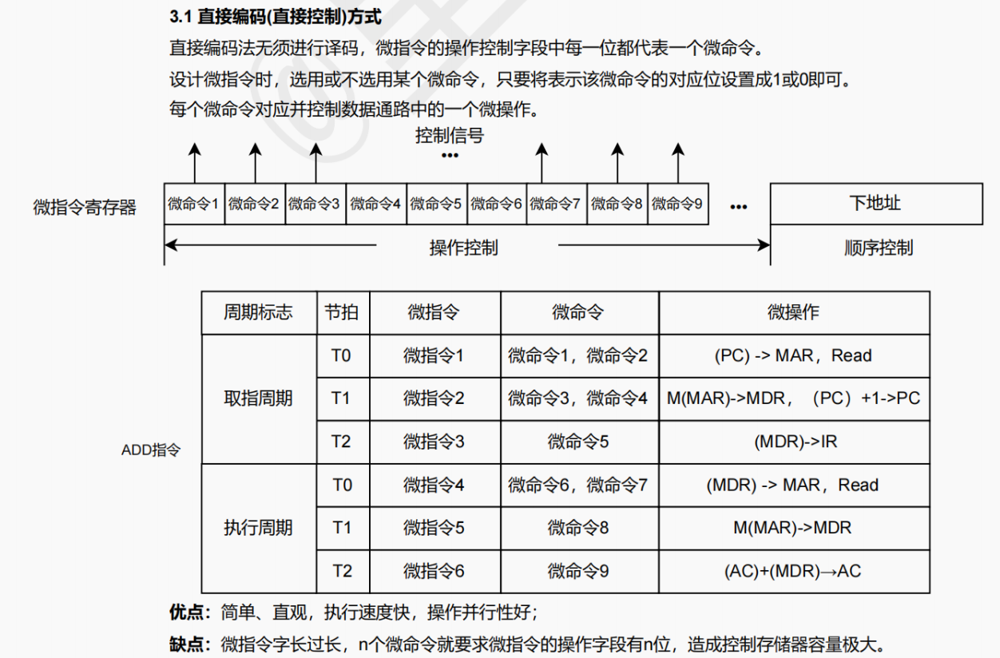 3.1 直接编码(直接控制)方式
直接编码法无须进行译码，微指令的操作控制字段中每一位都代表一个微命令。
设计微指令时，选用或不选用某个微命令，只要将表示该微命令的对应位设置成1或0即可。
每个微命令对应并控制数据通路中的一个微操作。
控制信号
•••
微指令寄存器 微命令1 微命令2 微命令3 微命令4 微命令5 微命令6 微命令7 微命令8 微命令9 ••• 下地址
操作控制 顺序控制
周期标志 节拍 微指令 微命令 微操作
T0 微指令1 微命令1，微命令2 (PC) -> MAR，Read
取指周期 T1 微指令2 微命令3，微命令4 M(MAR)->MDR，（PC）+1->PC
T2 微指令3 微命令5 (MDR)->IR
ADD指令
T0 微指令4 微命令6，微命令7 (MDR) -> MAR，Read
执行周期 T1 微指令5 微命令8 M(MAR)->MDR
T2 微指令6 微命令9 (AC)+(MDR)→AC
优点：简单、直观，执行速度快，操作并行性好；
缺点：微指令字长过长，n个微命令就要求微指令的操作字段有n位，造成控制存储器容量极大。